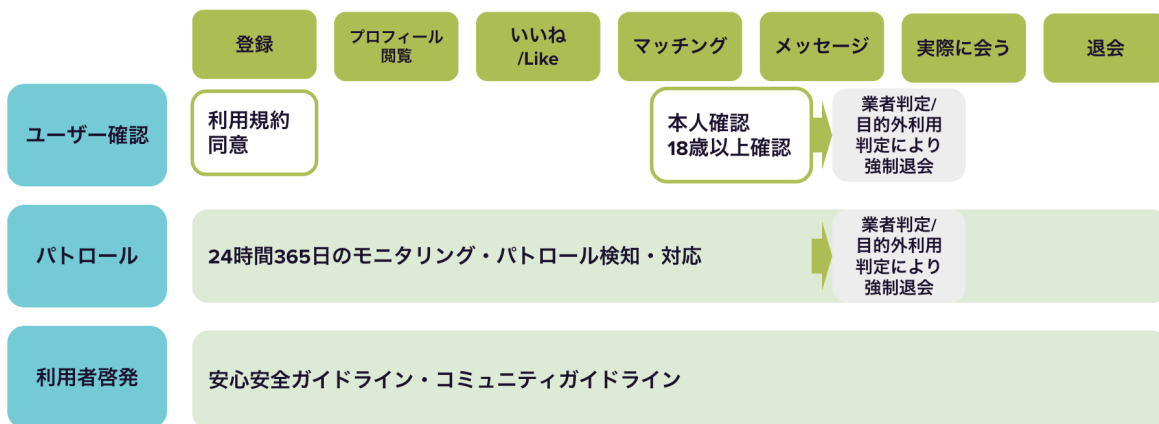 登録
プロフィール
閲覧
いいね
/Like
マッチング
メッセージ
実際に会う
退会
ユーザー確認
利用規約
同意
本人確認
18歳以上確認
業者判定/
目的外利用
判定により
強制退会
パトロール
24時間365日のモニタリング・パトロール検知・対応
業者判定/
目的外利用
判定により
強制退会
利用者啓発
安心安全ガイドライン・コミュニティガイドライン